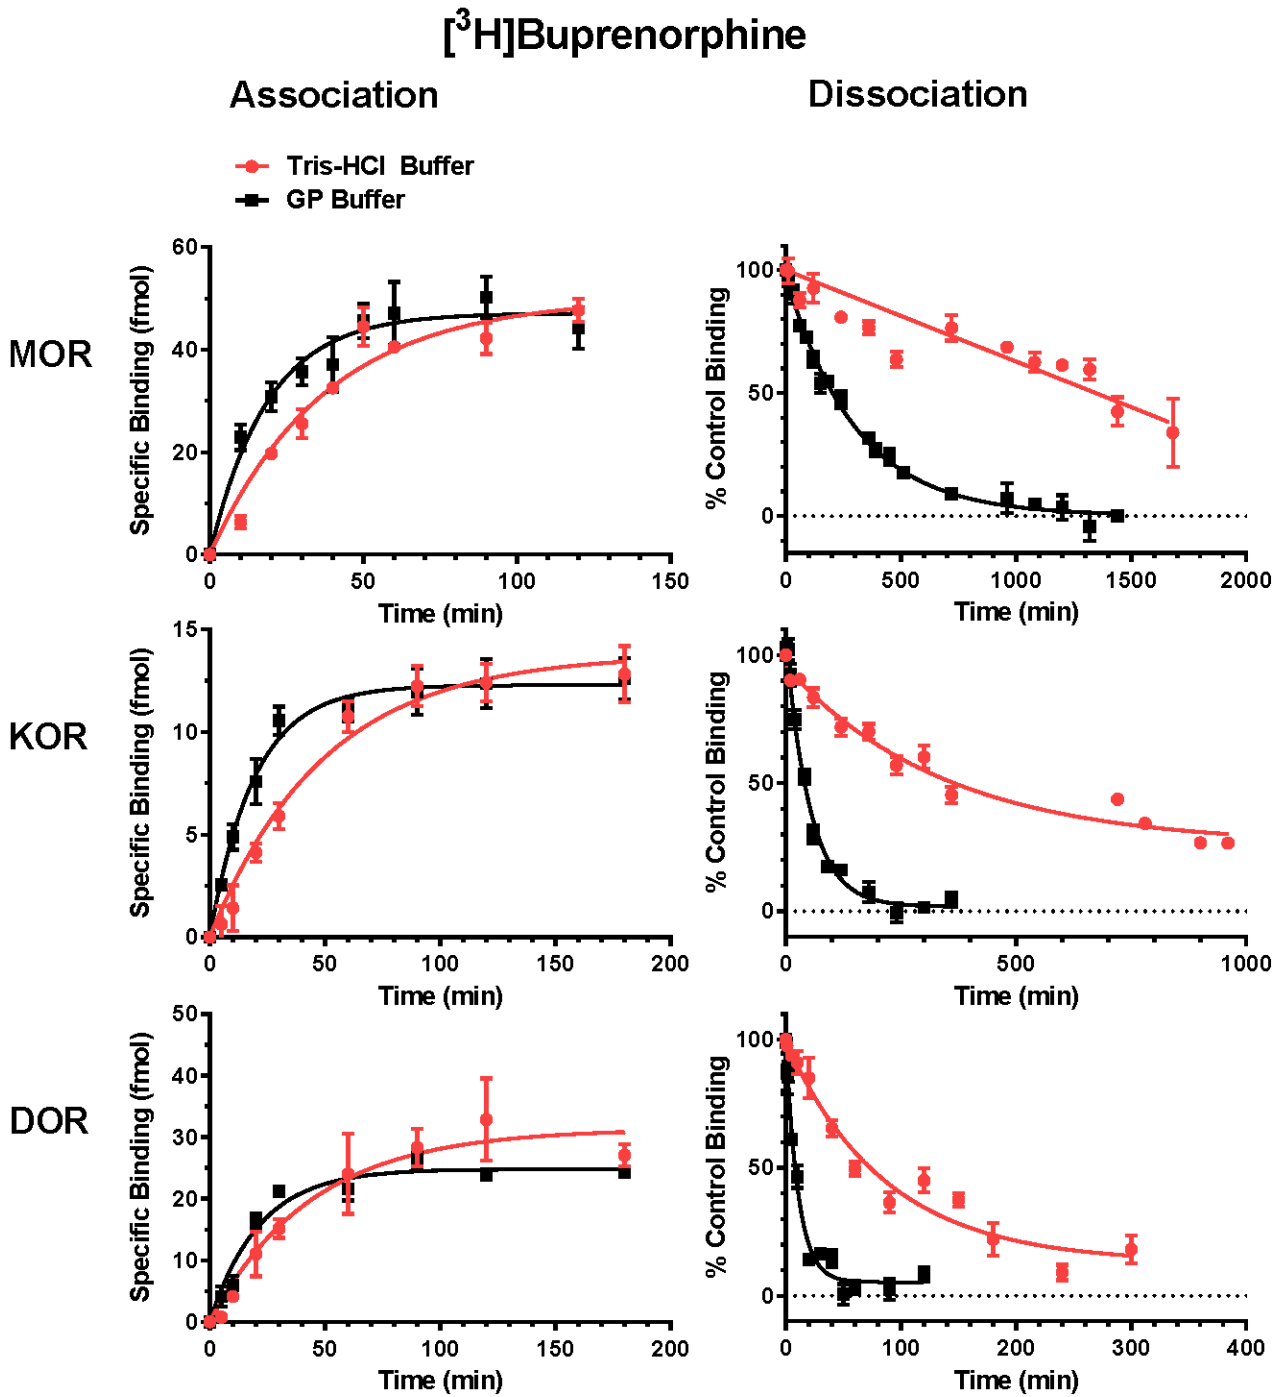 [³H]Buprenorphine
Association
Dissociation
Tris-HCl Buffer
GP Buffer
MOR
Specific Binding (fmol)
60
40
20
0
0 50 100 150
Time (min)
% Control Binding
100
50
0
0 500 1000 1500 2000
Time (min)
KOR
Specific Binding (fmol)
15
10
5
0
0 50 100 150 200
Time (min)
% Control Binding
100
50
0
0 500 1000
Time (min)
DOR
Specific Binding (fmol)
50
40
30
20
10
0
0 50 100 150 200
Time (min)
% Control Binding
100
50
0
0 100 200 300 400
Time (min)